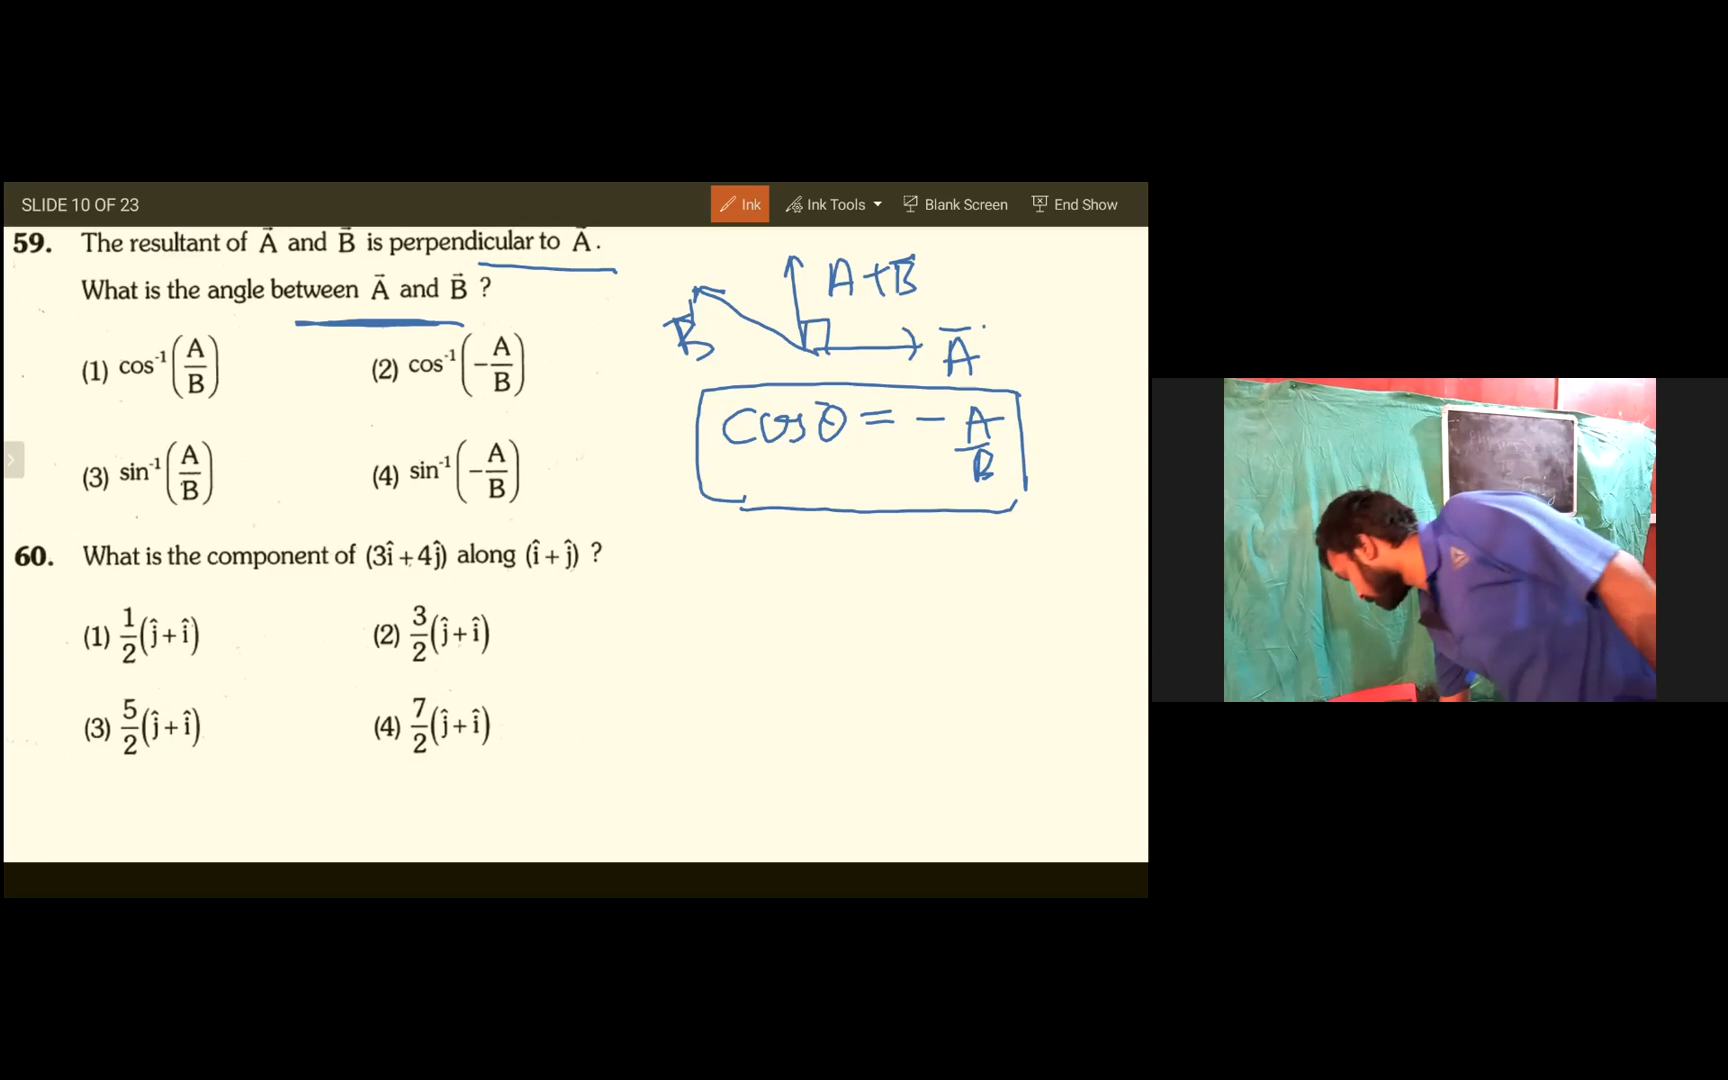 SLIDE 10 OF 23
Ink
Ink Tools
Blank Screen
End Show
59. The resultant of A⃗ and B⃗ is perpendicular to A⃗.
What is the angle between A⃗ and B⃗ ?
(1) cos⁻¹(A/B) (2) cos⁻¹(−A/B)
(3) sin⁻¹(A/B) (4) sin⁻¹(−A/B)
A+B
B
A
cosθ = −A/B
60. What is the component of (3î + 4ĵ) along (î + ĵ) ?
(1) 1/2(ĵ+î) (2) 3/2(ĵ+î)
(3) 5/2(ĵ+î) (4) 7/2(ĵ+î)